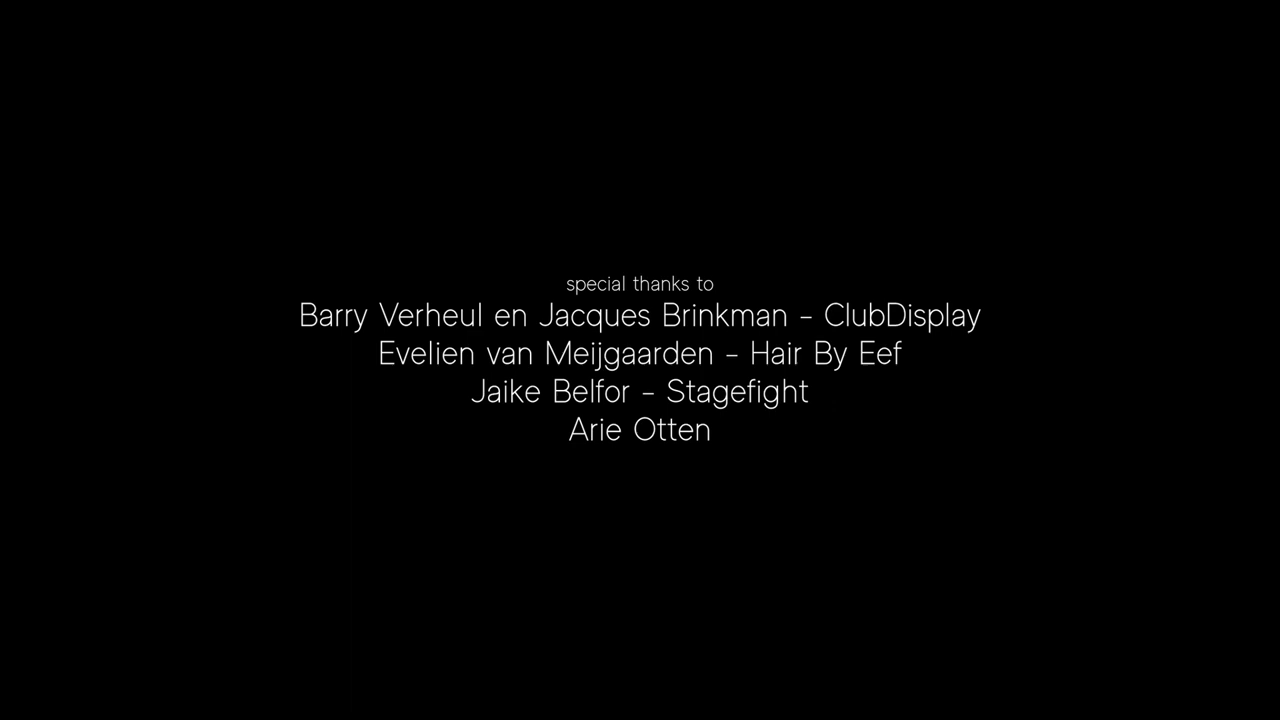 special thanks to
Barry Verheul en Jacques Brinkman - ClubDisplay
Evelien van Meijgaarden - Hair By Eef
Jaike Belfor - Stagefight
Arie Otten